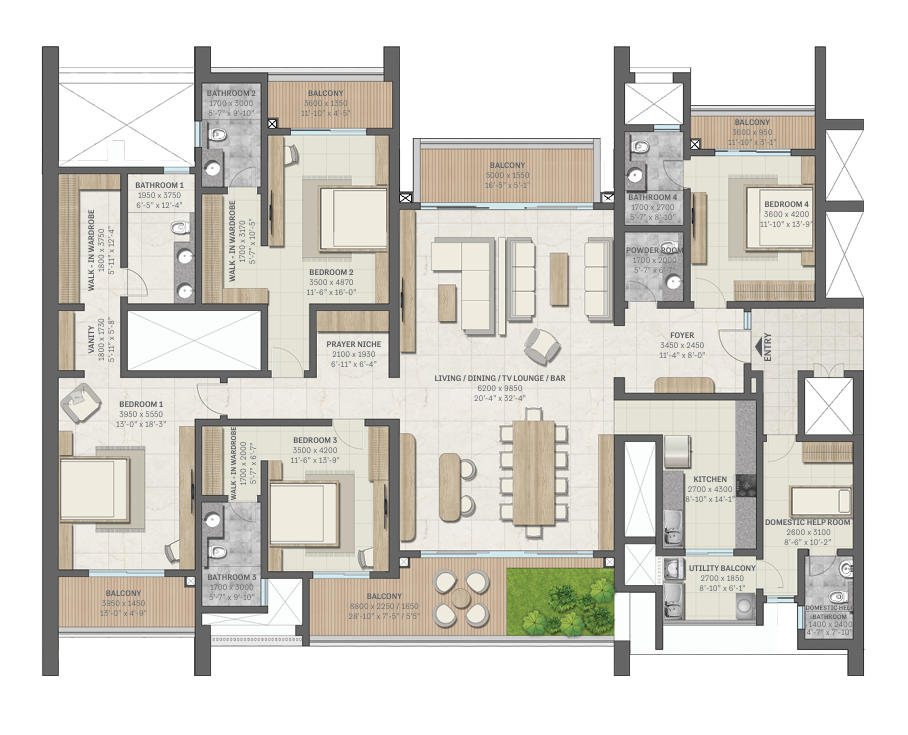 BATHROOM 2
1700 x 3000
5'-7" x 9'-10"
BALCONY
3600 x 1350
11'-10" x 4'-5"
BALCONY
5000 x 1550
16'-5" x 5'-1"
BALCONY
3600 x 950
11'-10" x 3'-1"
BATHROOM 1
1950 x 3750
6'-5" x 12'-4"
WALK - IN WARDROBE
1800 x 3750
5'-11" x 12'-4"
WALK - IN WARDROBE
1700 x 3170
5'-7" x 10'-5"
BEDROOM 2
3500 x 4870
11'-6" x 16'-0"
BATHROOM 4
1700 x 2700
5'-7" x 8'-10"
BEDROOM 4
3600 x 4200
11'-10" x 13'-9"
POWDER ROOM
1700 x 2000
VANITY
1800 x 1730
5'-11" x 5'-8"
PRAYER NICHE
2100 x 1930
6'-11" x 6'-4"
FOYER
3450 x 2450
11'-4" x 8'-0"
ENTRY
LIVING / DINING / TV LOUNGE / BAR
6200 x 9850
20'-4" x 32'-4"
BEDROOM 1
3950 x 5550
13'-0" x 18'-3"
WALK - IN WARDROBE
1700 x 2000
5'-7" x 6'-7"
BEDROOM 3
3500 x 4200
11'-6" x 13'-9"
KITCHEN
2700 x 4300
8'-10" x 14'-1"
DOMESTIC HELP ROOM
2600 x 3100
8'-6" x 10'-2"
BATHROOM 3
1700 x 3000
5'-7" x 9'-10"
UTILITY BALCONY
2700 x 1850
8'-10" x 6'-1"
BALCONY
3950 x 1450
13'-0" x 4'-9"
BALCONY
8800 x 2250 / 1650
28'-10" x 7'-5" / 5'5"
DOMESTIC HELP
BATHROOM
1400 x 2400
4'-7" x 7'-10"